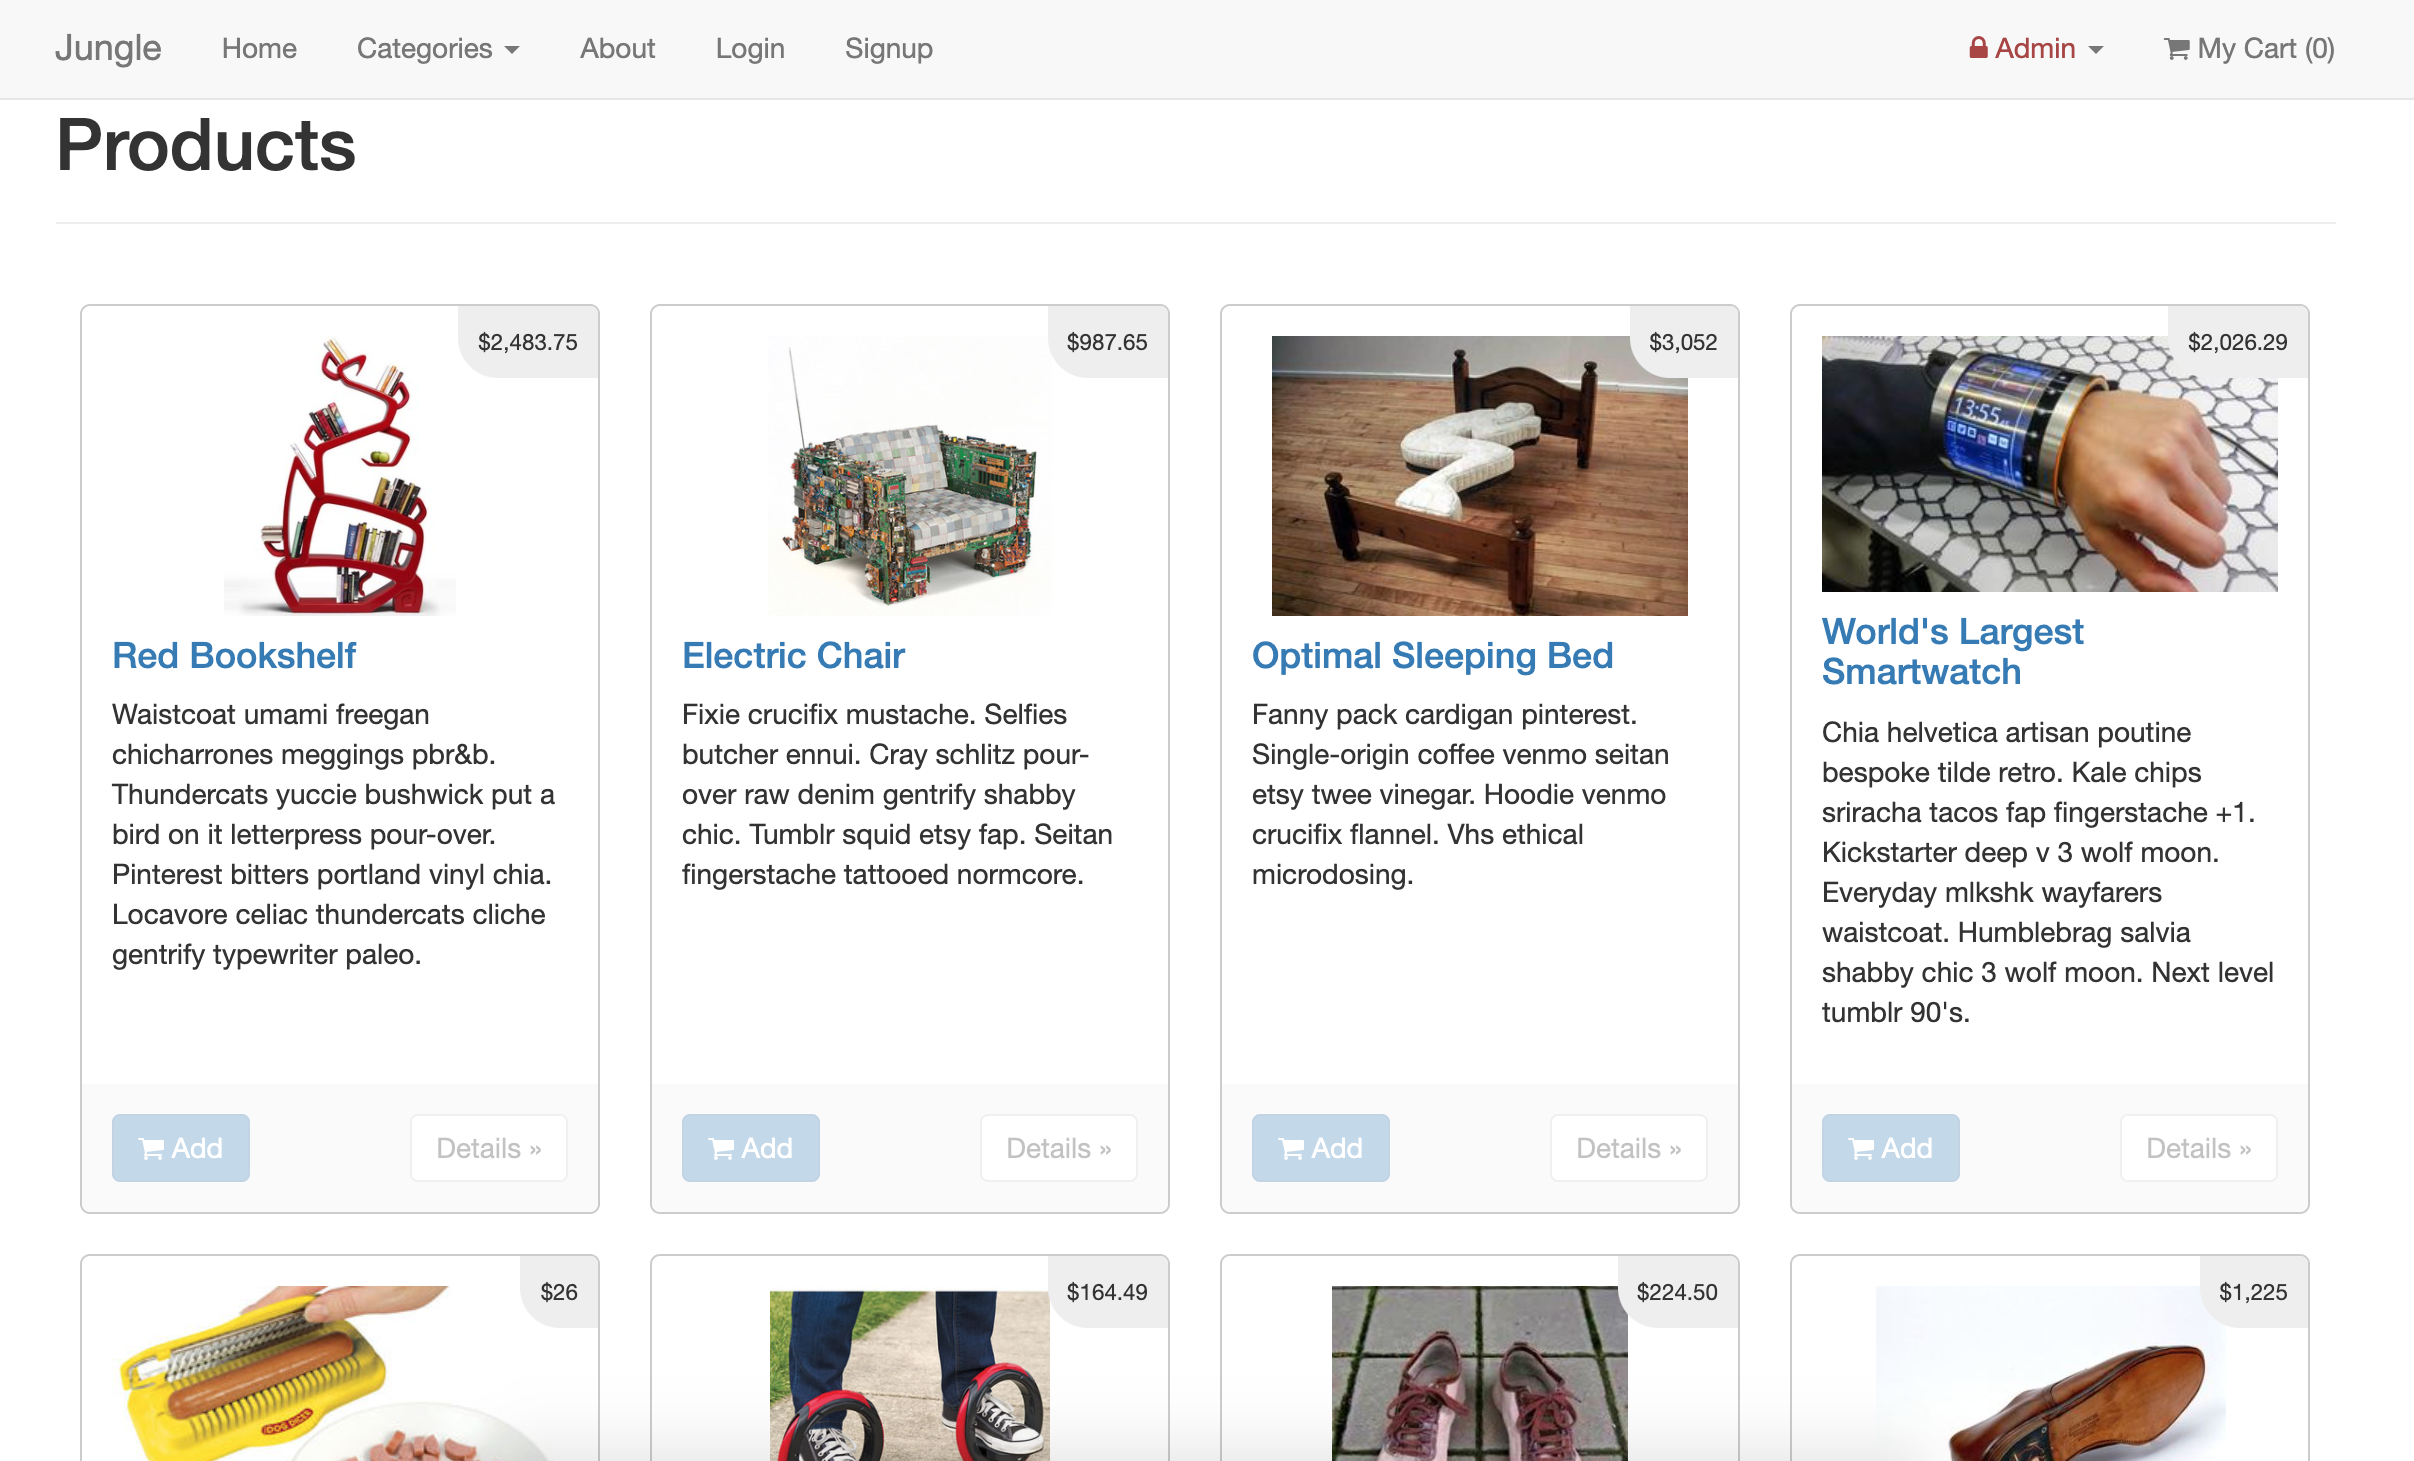 Jungle Home Categories About Login Signup Admin My Cart (0)
Products
$2,483.75
Red Bookshelf
Waistcoat umami freegan
chicharrones meggings pbr&b.
Thundercats yuccie bushwick put a
bird on it letterpress pour-over.
Pinterest bitters portland vinyl chia.
Locavore celiac thundercats cliche
gentrify typewriter paleo.
Add Details »
$987.65
Electric Chair
Fixie crucifix mustache. Selfies
butcher ennui. Cray schlitz pour-
over raw denim gentrify shabby
chic. Tumblr squid etsy fap. Seitan
fingerstache tattooed normcore.
Add Details »
$3,052
Optimal Sleeping Bed
Fanny pack cardigan pinterest.
Single-origin coffee venmo seitan
etsy twee vinegar. Hoodie venmo
crucifix flannel. Vhs ethical
microdosing.
Add Details »
$2,026.29
13:55
World's Largest
Smartwatch
Chia helvetica artisan poutine
bespoke tilde retro. Kale chips
sriracha tacos fap fingerstache +1.
Kickstarter deep v 3 wolf moon.
Everyday mlkshk wayfarers
waistcoat. Humblebrag salvia
shabby chic 3 wolf moon. Next level
tumblr 90's.
Add Details »
$26
$164.49
$224.50
$1,225